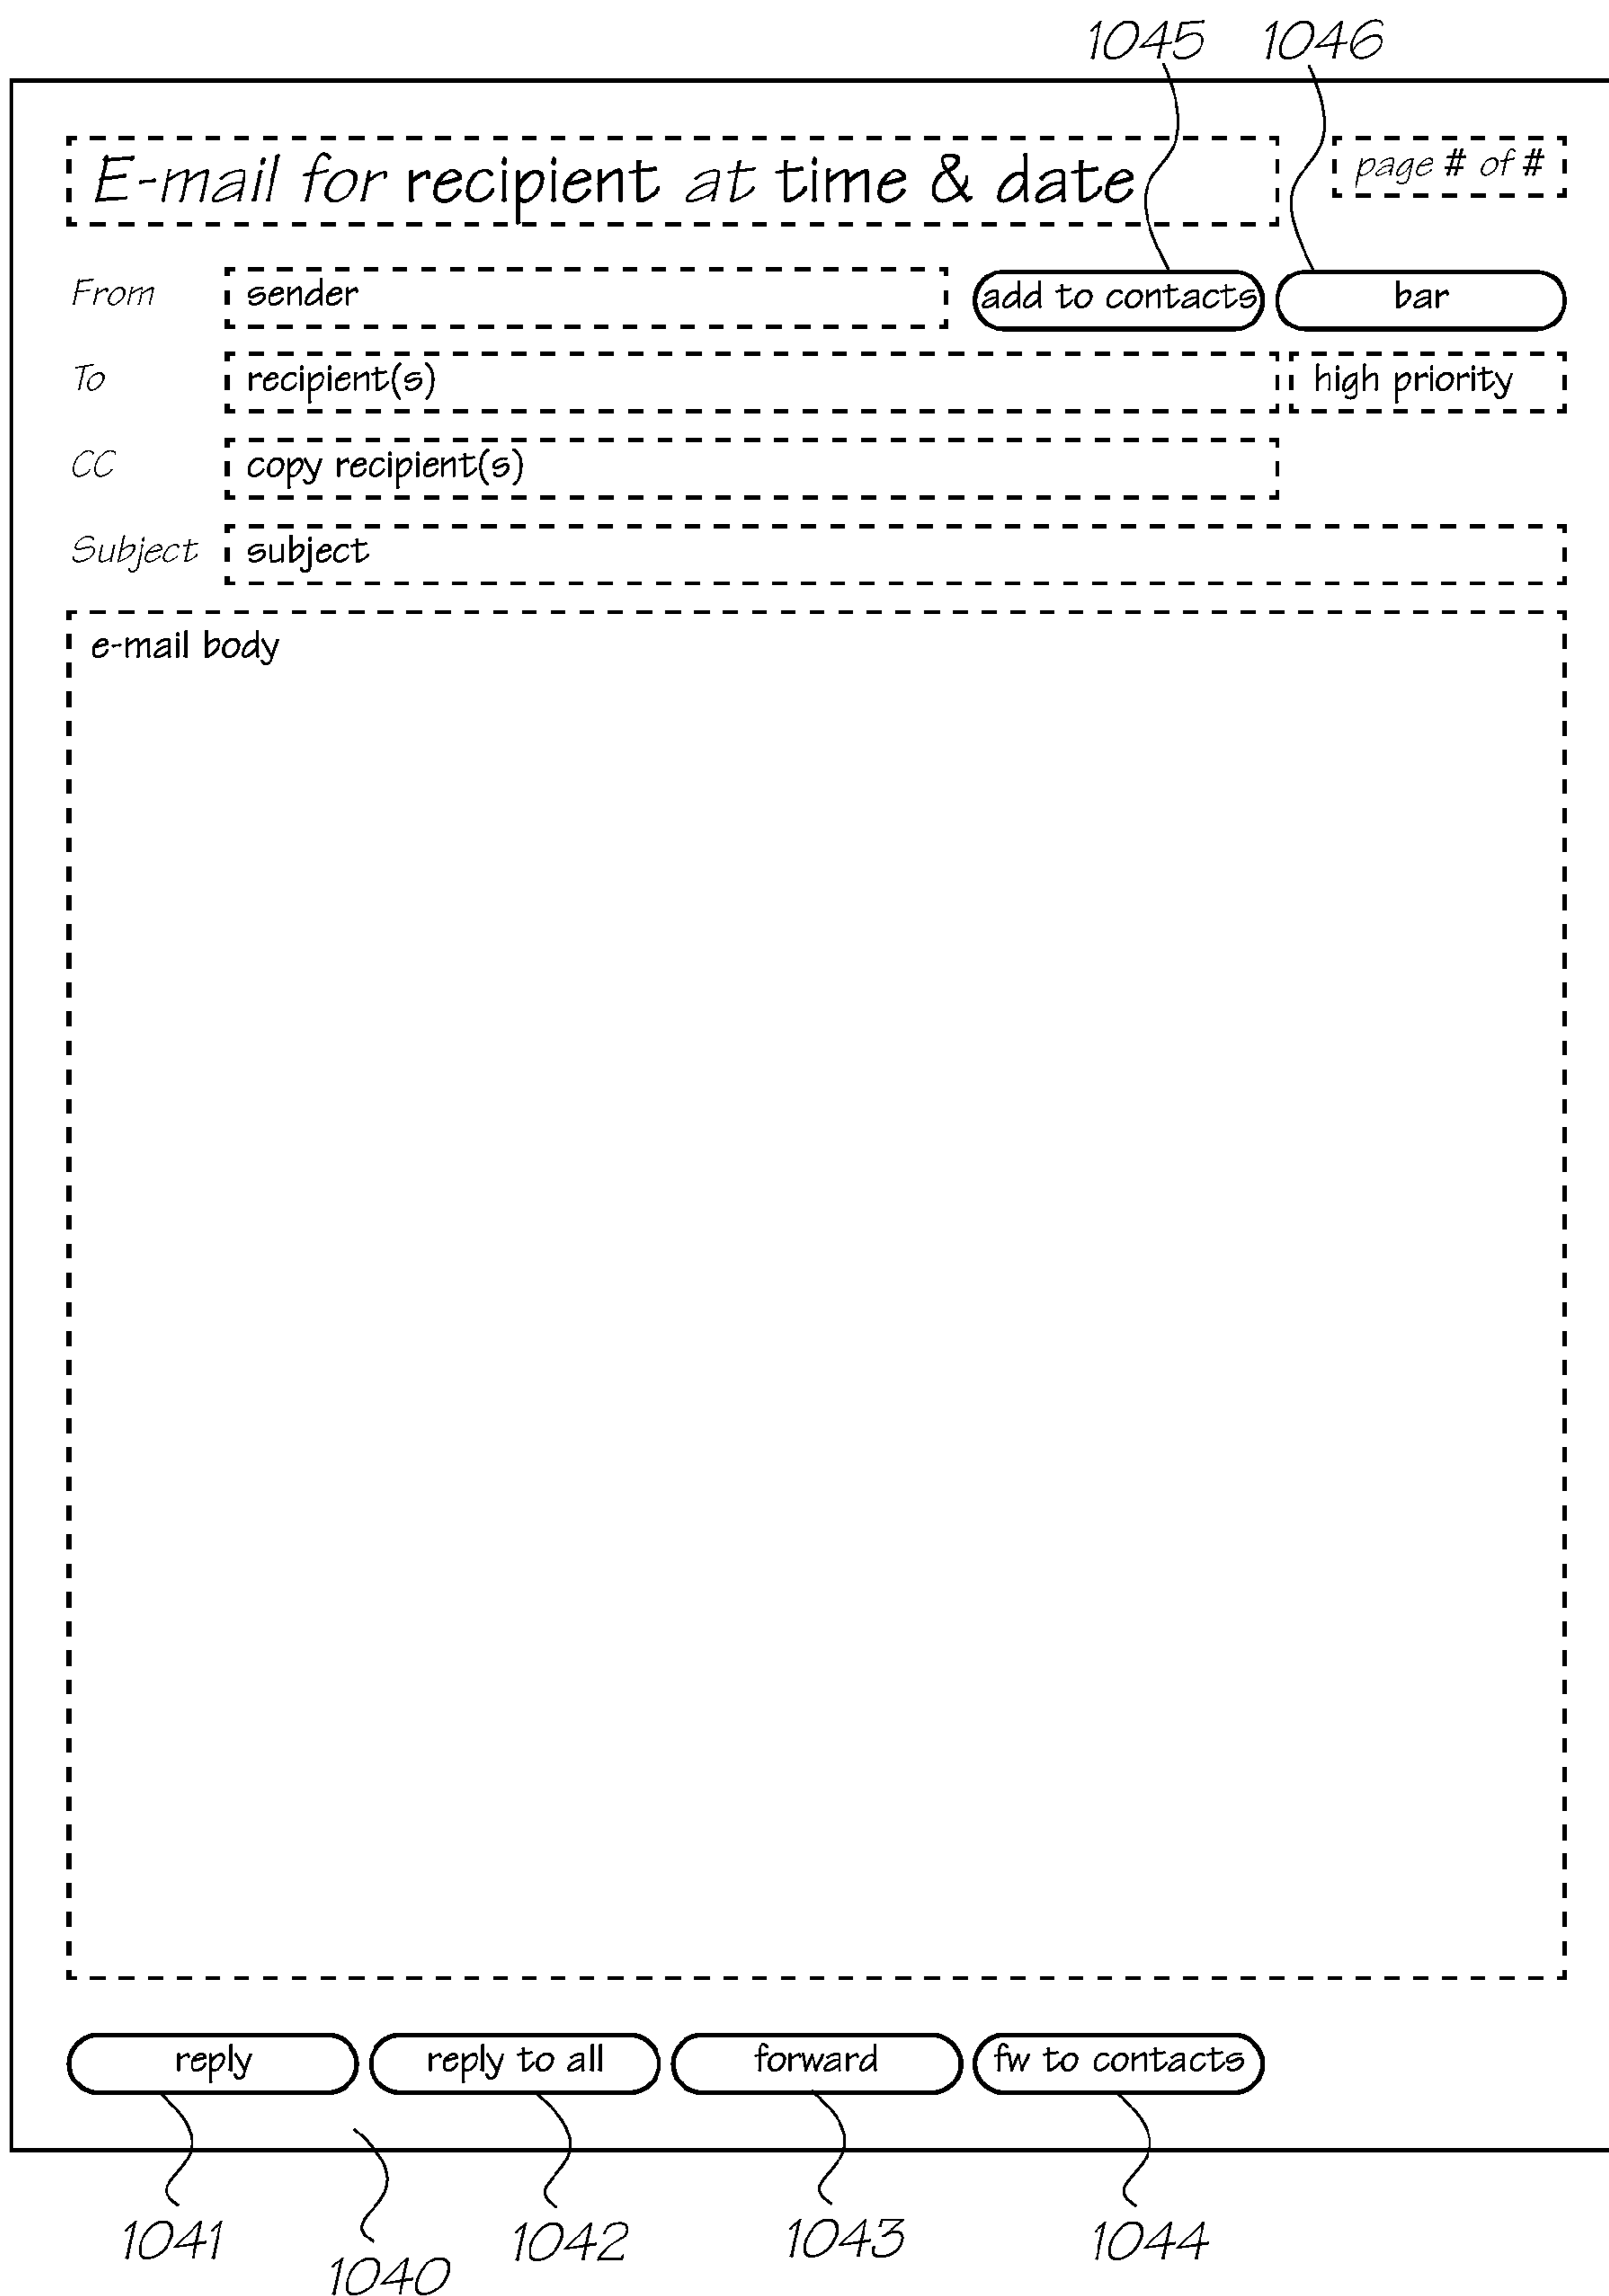 1045 1046
E-mail for recipient at time & date page # of #
From sender add to contacts bar
To recipient(s) high priority
CC copy recipient(s)
Subject subject
e-mail body
reply reply to all forward fw to contacts
1041 1040 1042 1043 1044